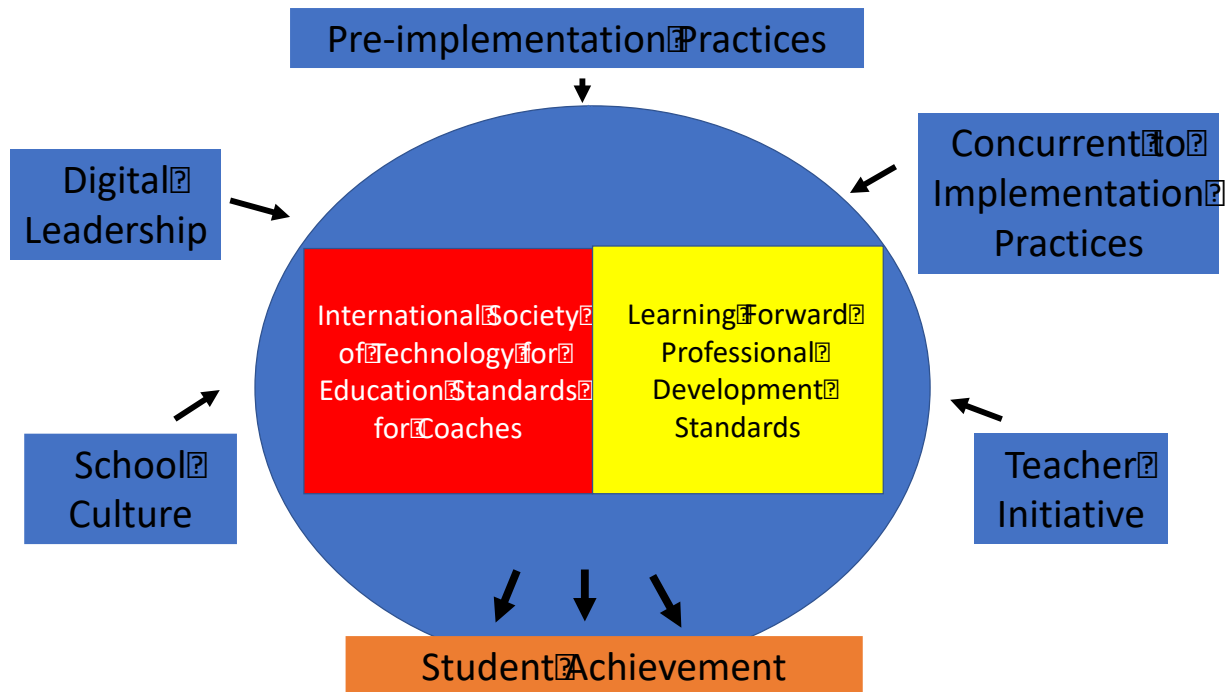 Pre-implementation Practices
Digital
Leadership
Concurrent to
Implementation
Practices
International Society
of Technology for
Education Standards
for Coaches
Learning Forward
Professional
Development
Standards
School
Culture
Teacher
Initiative
Student Achievement